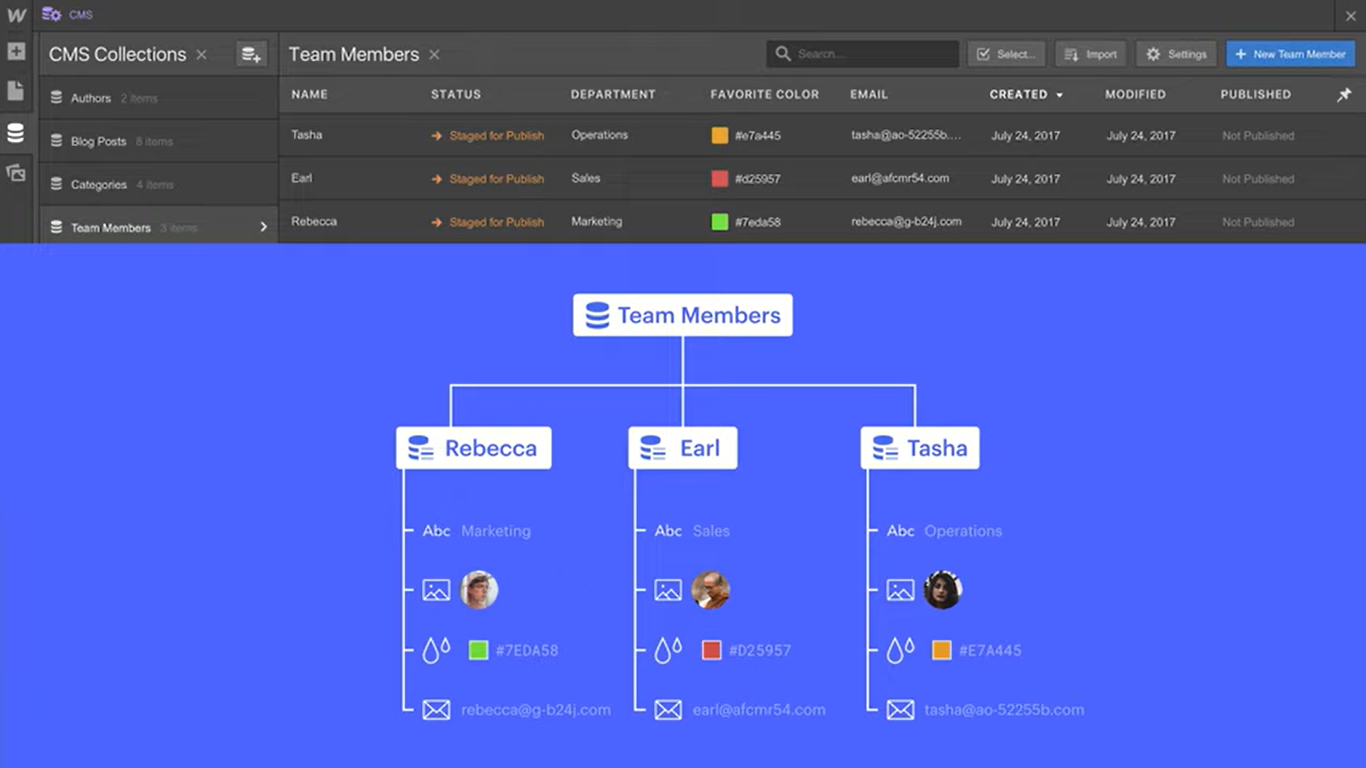 W CMS
CMS Collections
Team Members
Search...
Select...
Import
Settings
New Team Member
Authors 2 items
Blog Posts 8 items
Categories 4 items
Team Members 3 items
NAME STATUS DEPARTMENT FAVORITE COLOR EMAIL CREATED MODIFIED PUBLISHED
Tasha Staged for Publish Operations #e7a445 tasha@ao-52255b.... July 24, 2017 July 24, 2017 Not Published
Earl Staged for Publish Sales #d25957 earl@afcmr54.com July 24, 2017 July 24, 2017 Not Published
Rebecca Staged for Publish Marketing #7eda58 rebecca@g-b24j.com July 24, 2017 July 24, 2017 Not Published
Team Members
Rebecca
Abc Marketing
#7EDA58
rebecca@g-b24j.com
Earl
Abc Sales
#D25957
earl@afcmr54.com
Tasha
Abc Operations
#E7A445
tasha@ao-52255b.com